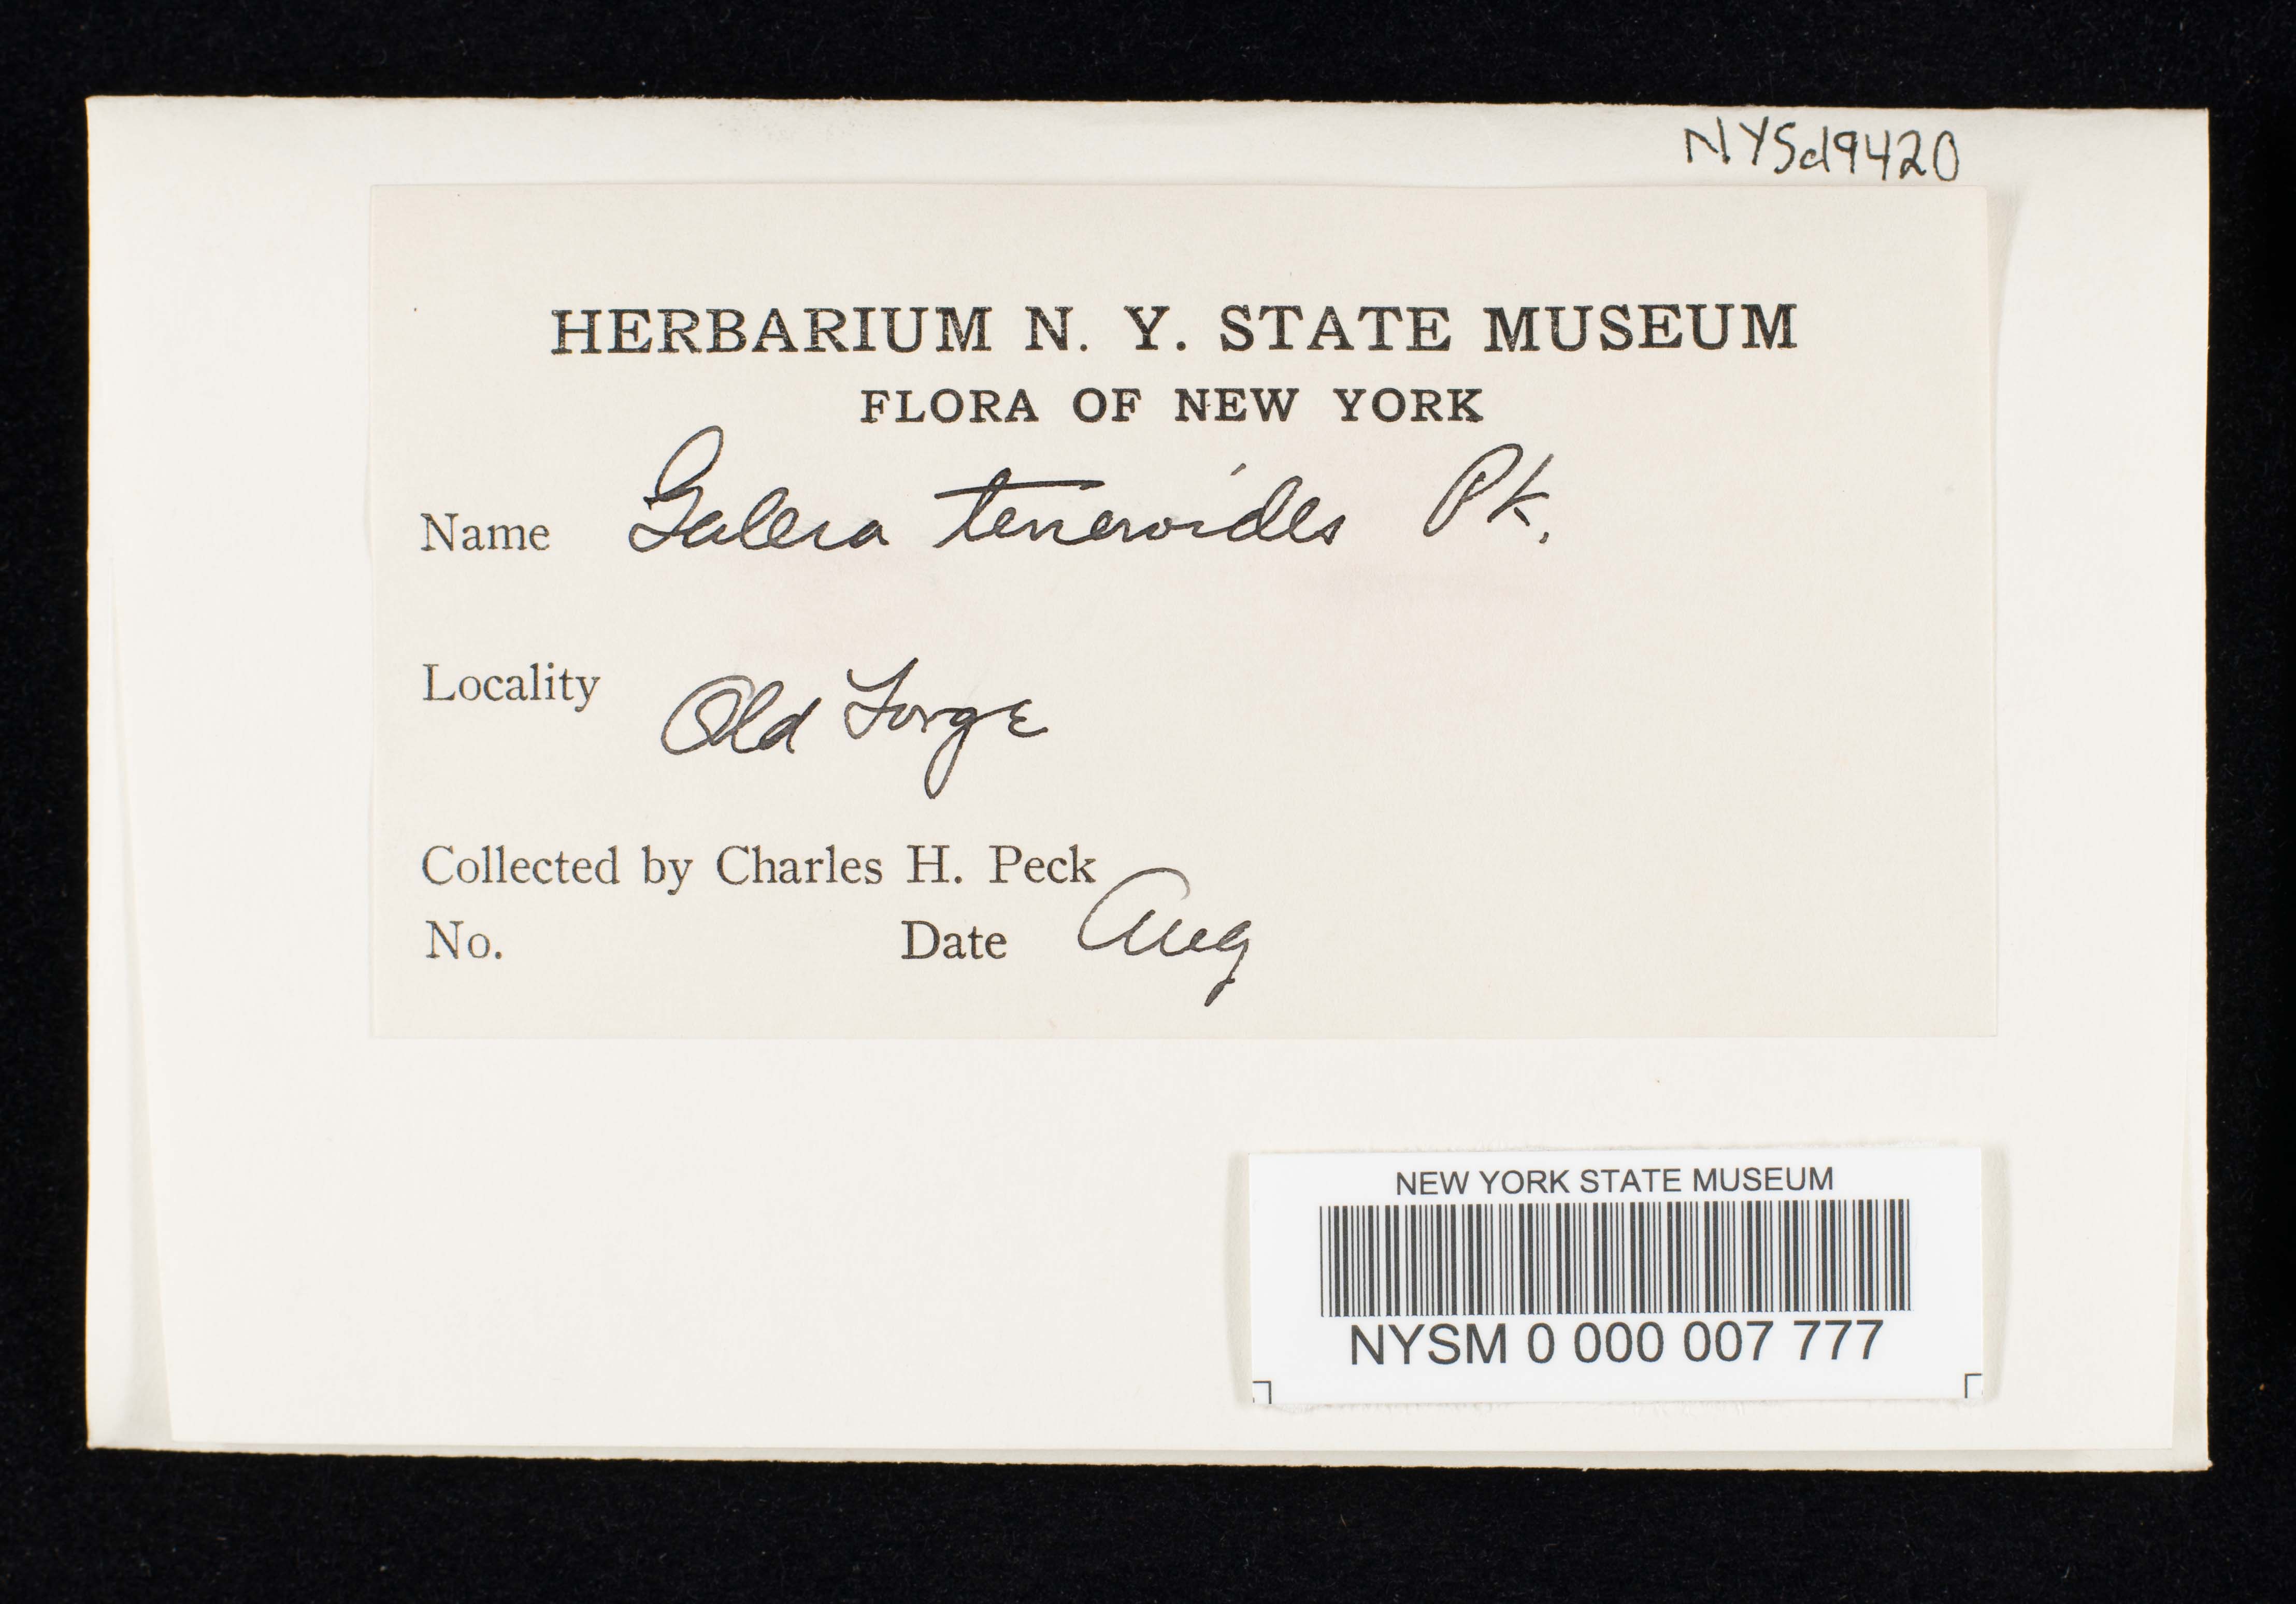 NYSd9420
HERBARIUM N. Y. STATE MUSEUM
FLORA OF NEW YORK
Name Galera teneroides Pk.
Locality Old Forge
Collected by Charles H. Peck
No. Date Aug
NEW YORK STATE MUSEUM
NYSM 0 000 007 777